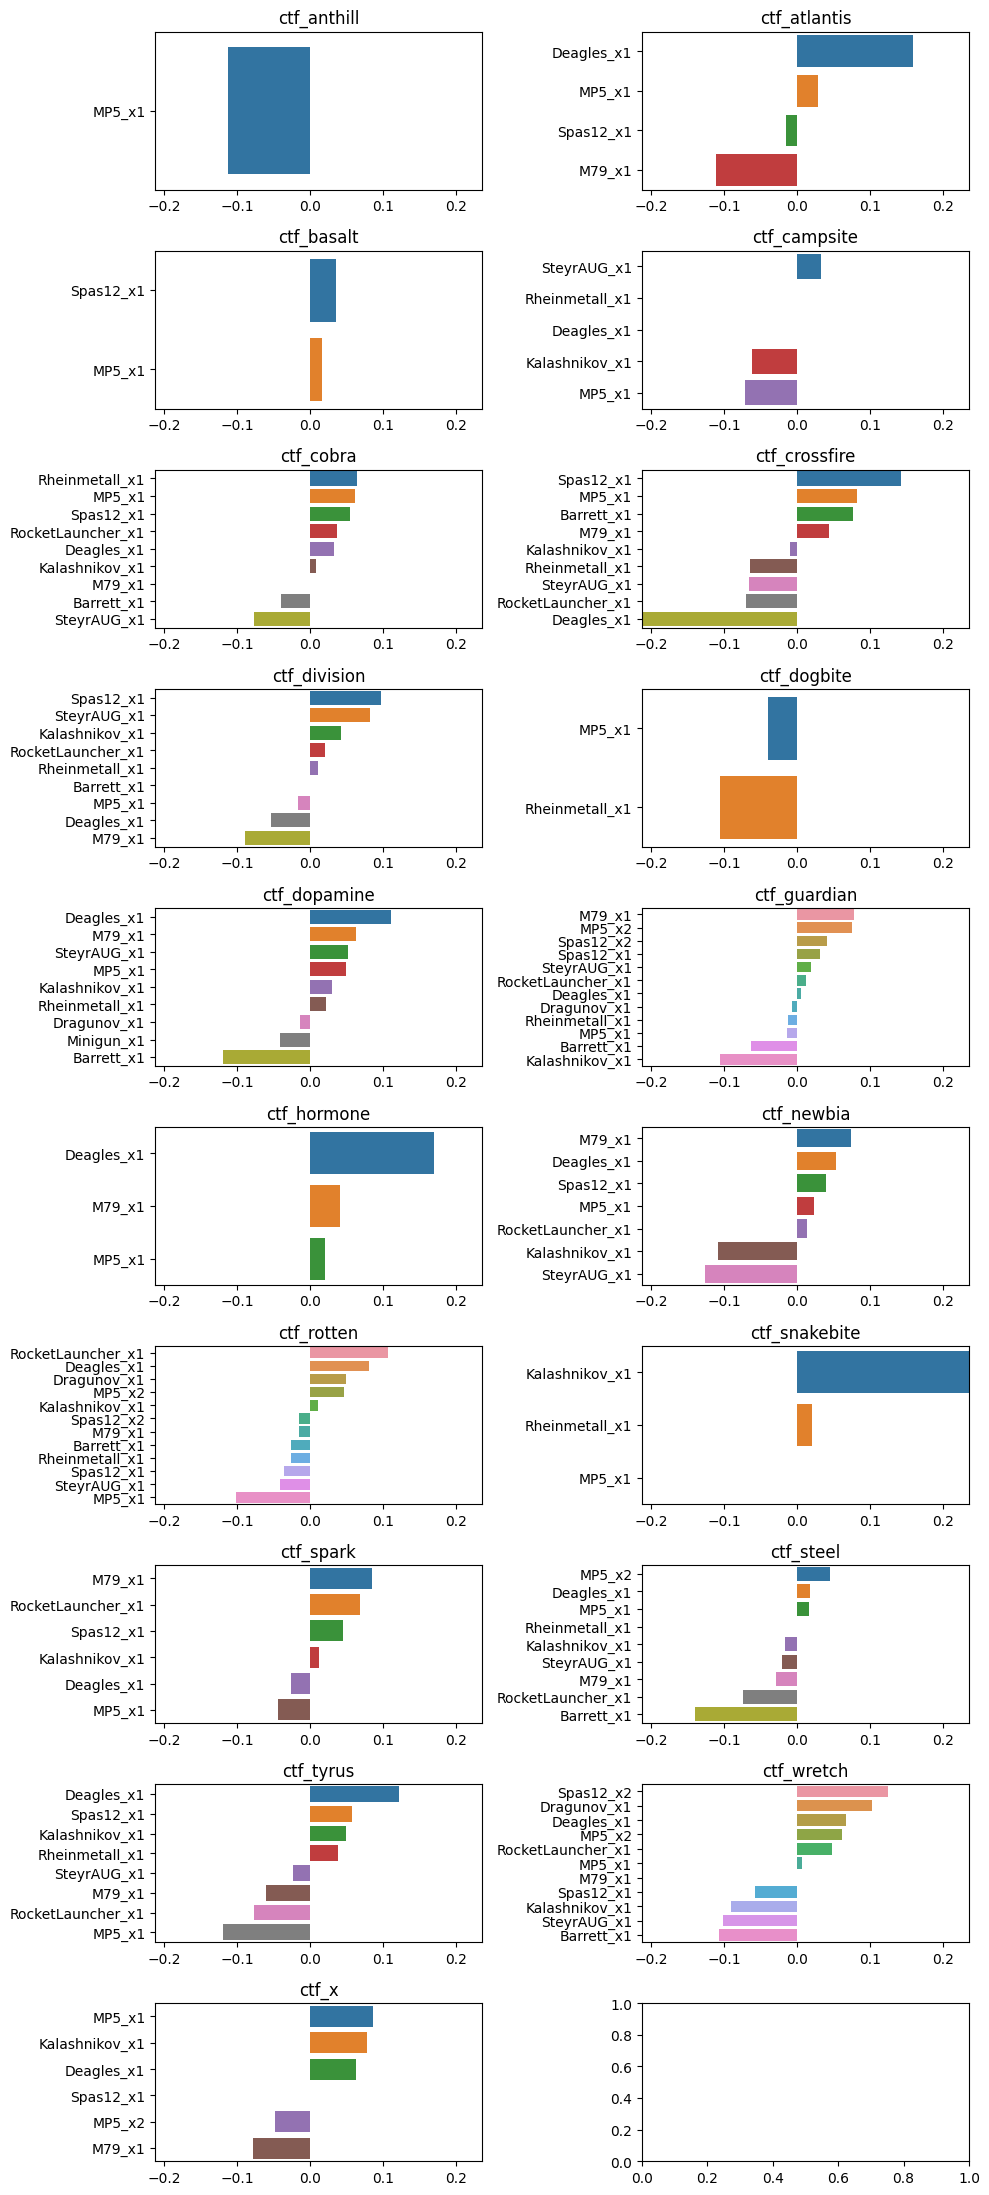 ctf_anthill
MP5_x1
−0.2 −0.1 0.0 0.1 0.2
ctf_atlantis
Deagles_x1
MP5_x1
Spas12_x1
M79_x1
−0.2 −0.1 0.0 0.1 0.2
ctf_basalt
Spas12_x1
MP5_x1
−0.2 −0.1 0.0 0.1 0.2
ctf_campsite
SteyrAUG_x1
Rheinmetall_x1
Deagles_x1
Kalashnikov_x1
MP5_x1
−0.2 −0.1 0.0 0.1 0.2
ctf_cobra
Rheinmetall_x1
MP5_x1
Spas12_x1
RocketLauncher_x1
Deagles_x1
Kalashnikov_x1
M79_x1
Barrett_x1
SteyrAUG_x1
−0.2 −0.1 0.0 0.1 0.2
ctf_crossfire
Spas12_x1
MP5_x1
Barrett_x1
M79_x1
Kalashnikov_x1
Rheinmetall_x1
SteyrAUG_x1
RocketLauncher_x1
Deagles_x1
−0.2 −0.1 0.0 0.1 0.2
ctf_division
Spas12_x1
SteyrAUG_x1
Kalashnikov_x1
RocketLauncher_x1
Rheinmetall_x1
Barrett_x1
MP5_x1
Deagles_x1
M79_x1
−0.2 −0.1 0.0 0.1 0.2
ctf_dogbite
MP5_x1
Rheinmetall_x1
−0.2 −0.1 0.0 0.1 0.2
ctf_dopamine
Deagles_x1
M79_x1
SteyrAUG_x1
MP5_x1
Kalashnikov_x1
Rheinmetall_x1
Dragunov_x1
Minigun_x1
Barrett_x1
−0.2 −0.1 0.0 0.1 0.2
ctf_guardian
M79_x1
MP5_x2
Spas12_x2
Spas12_x1
SteyrAUG_x1
RocketLauncher_x1
Deagles_x1
Dragunov_x1
Rheinmetall_x1
MP5_x1
Barrett_x1
Kalashnikov_x1
−0.2 −0.1 0.0 0.1 0.2
ctf_hormone
Deagles_x1
M79_x1
MP5_x1
−0.2 −0.1 0.0 0.1 0.2
ctf_newbia
M79_x1
Deagles_x1
Spas12_x1
MP5_x1
RocketLauncher_x1
Kalashnikov_x1
SteyrAUG_x1
−0.2 −0.1 0.0 0.1 0.2
ctf_rotten
RocketLauncher_x1
Deagles_x1
Dragunov_x1
MP5_x2
Kalashnikov_x1
Spas12_x2
M79_x1
Barrett_x1
Rheinmetall_x1
Spas12_x1
SteyrAUG_x1
MP5_x1
−0.2 −0.1 0.0 0.1 0.2
ctf_snakebite
Kalashnikov_x1
Rheinmetall_x1
MP5_x1
−0.2 −0.1 0.0 0.1 0.2
ctf_spark
M79_x1
RocketLauncher_x1
Spas12_x1
Kalashnikov_x1
Deagles_x1
MP5_x1
−0.2 −0.1 0.0 0.1 0.2
ctf_steel
MP5_x2
Deagles_x1
MP5_x1
Rheinmetall_x1
Kalashnikov_x1
SteyrAUG_x1
M79_x1
RocketLauncher_x1
Barrett_x1
−0.2 −0.1 0.0 0.1 0.2
ctf_tyrus
Deagles_x1
Spas12_x1
Kalashnikov_x1
Rheinmetall_x1
SteyrAUG_x1
M79_x1
RocketLauncher_x1
MP5_x1
−0.2 −0.1 0.0 0.1 0.2
ctf_wretch
Spas12_x2
Dragunov_x1
Deagles_x1
MP5_x2
RocketLauncher_x1
MP5_x1
M79_x1
Spas12_x1
Kalashnikov_x1
SteyrAUG_x1
Barrett_x1
−0.2 −0.1 0.0 0.1 0.2
ctf_x
MP5_x1
Kalashnikov_x1
Deagles_x1
Spas12_x1
MP5_x2
M79_x1
−0.2 −0.1 0.0 0.1 0.2
1.0
0.8
0.6
0.4
0.2
0.0
0.0 0.2 0.4 0.6 0.8 1.0